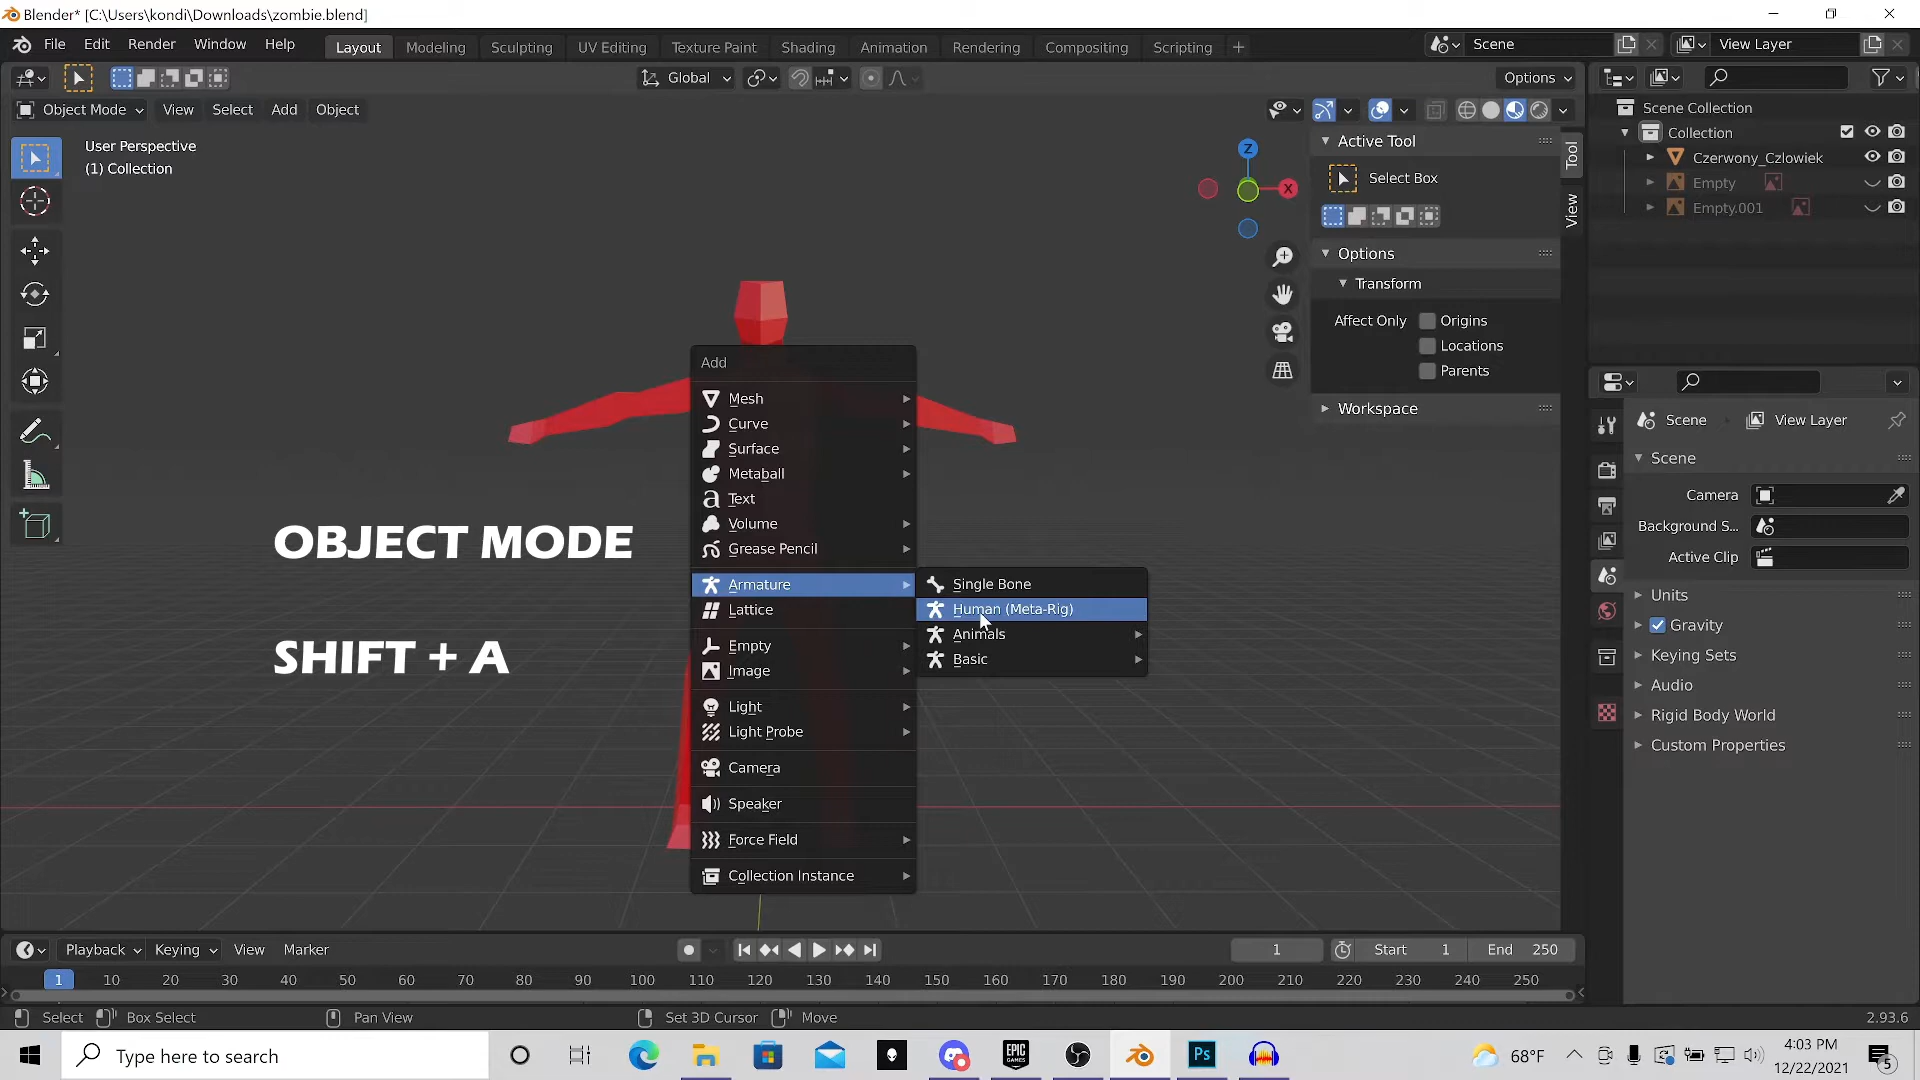 Blender* [C:\Users\kondi\Downloads\zombie.blend]
File Edit Render Window Help Layout Modeling Sculpting UV Editing Texture Paint Shading Animation Rendering Compositing Scripting + Scene View Layer
Global Options
Object Mode View Select Add Object
User Perspective
(1) Collection
Z
X
Active Tool
Select Box
Options
Transform
Affect Only Origins
Locations
Parents
Workspace
Tool
View
Scene Collection
Collection
Czerwony_Czlowiek
Empty
Empty.001
Scene View Layer
Scene
Camera
Background S...
Active Clip
Units
Gravity
Keying Sets
Audio
Rigid Body World
Custom Properties
Add
Mesh
Curve
Surface
Metaball
Text
Volume
Grease Pencil
Armature
Lattice
Empty
Image
Light
Light Probe
Camera
Speaker
Force Field
Collection Instance
Single Bone
Human (Meta-Rig)
Animals
Basic
OBJECT MODE
SHIFT + A
Playback Keying View Marker 1 Start 1 End 250
1 10 20 30 40 50 60 70 80 90 100 110 120 130 140 150 160 170 180 190 200 210 220 230 240 250
Select Box Select Pan View Set 3D Cursor Move 2.93.6
Type here to search
EPIC
GAMES
Ps
68°F
4:03 PM
12/22/2021
5